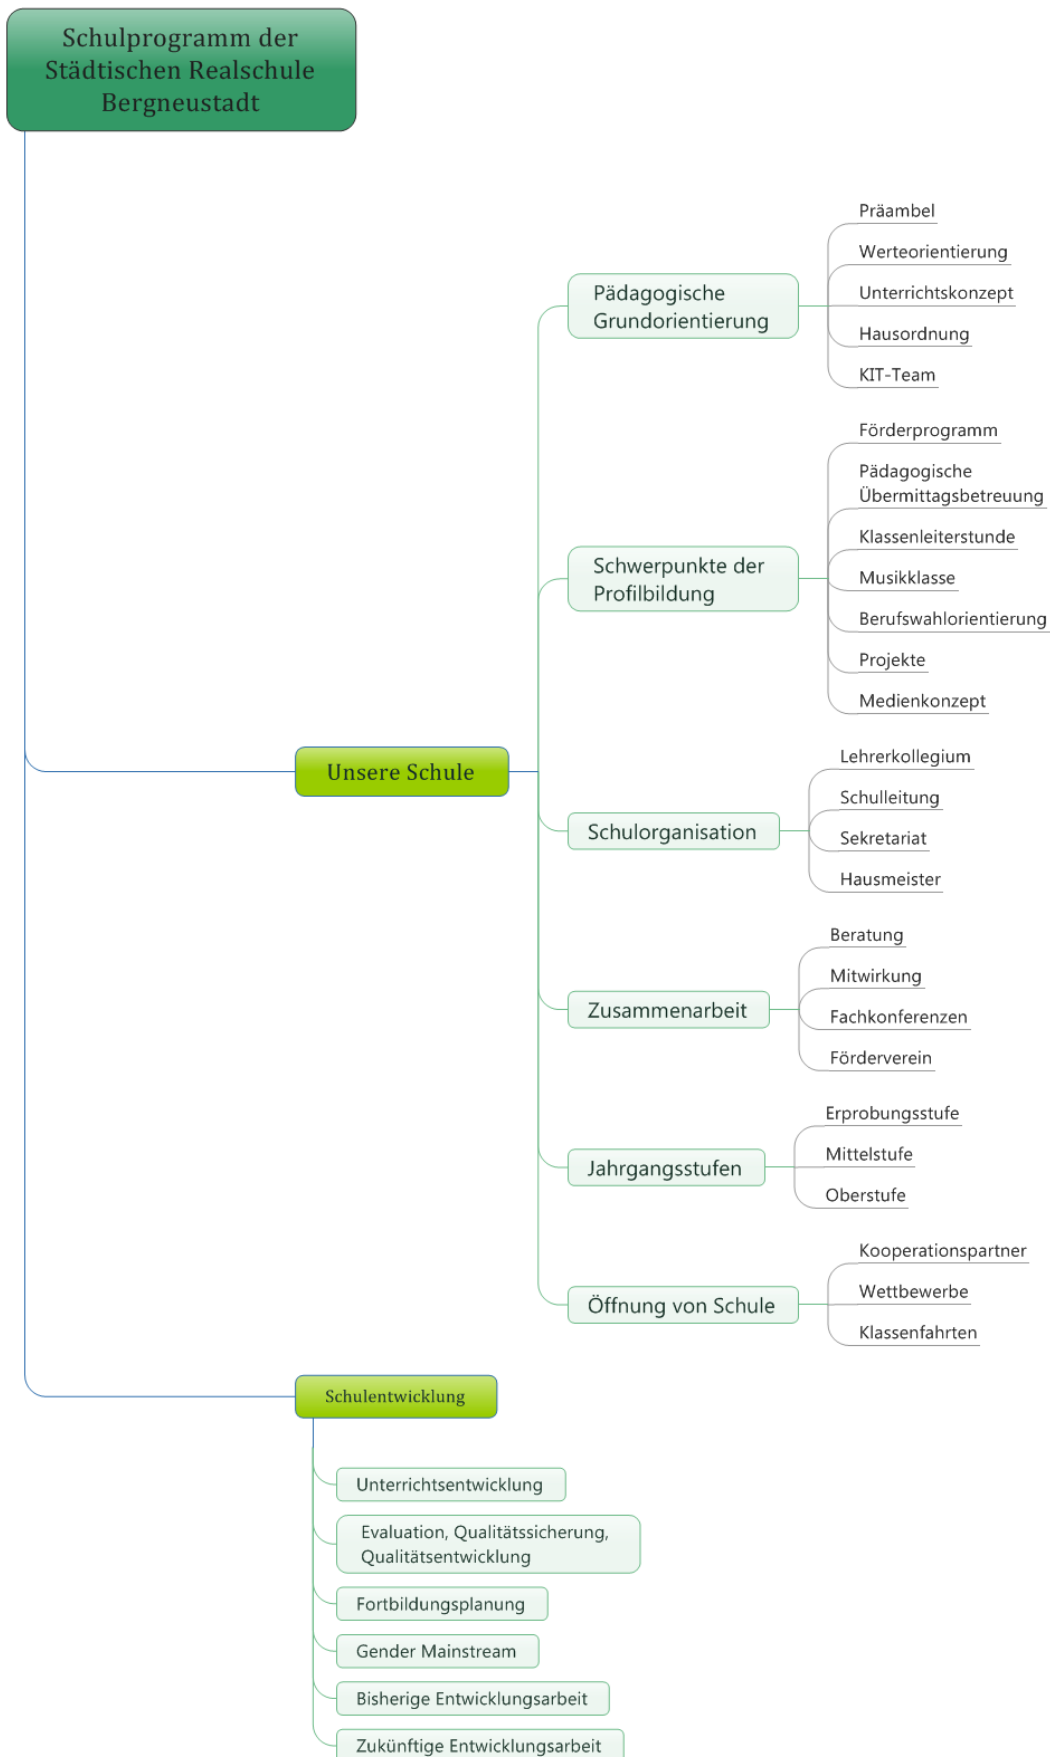 Schulprogramm der
Städtischen Realschule
Bergneustadt
Unsere Schule
Pädagogische
Grundorientierung
Präambel
Werteorientierung
Unterrichtskonzept
Hausordnung
KIT-Team
Schwerpunkte der
Profilbildung
Förderprogramm
Pädagogische
Übermittagsbetreuung
Klassenleiterstunde
Musikklasse
Berufswahlorientierung
Projekte
Medienkonzept
Schulorganisation
Lehrerkollegium
Schulleitung
Sekretariat
Hausmeister
Zusammenarbeit
Beratung
Mitwirkung
Fachkonferenzen
Förderverein
Jahrgangsstufen
Erprobungsstufe
Mittelstufe
Oberstufe
Öffnung von Schule
Kooperationspartner
Wettbewerbe
Klassenfahrten
Schulentwicklung
Unterrichtsentwicklung
Evaluation, Qualitätssicherung,
Qualitätsentwicklung
Fortbildungsplanung
Gender Mainstream
Bisherige Entwicklungsarbeit
Zukünftige Entwicklungsarbeit